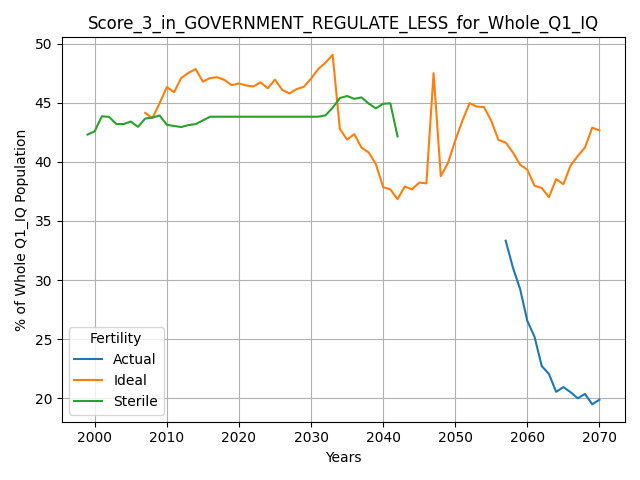 Score_3_in_GOVERNMENT_REGULATE_LESS_for_Whole_Q1_IQ
% of Whole Q1_IQ Population
50
45
40
35
30
25
20
Fertility
Actual
Ideal
Sterile
2000 2010 2020 2030 2040 2050 2060 2070
Years